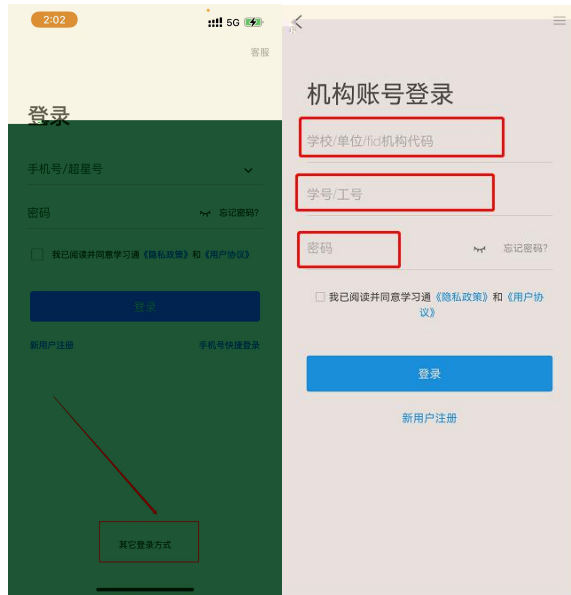 2:02
5G
客服
登录
手机号/超星号
密码
忘记密码?
我已阅读并同意学习通《隐私政策》和《用户协议》
登录
新用户注册
手机号快捷登录
其它登录方式
机构账号登录
学校/单位/fid机构代码
学号/工号
密码
忘记密码?
我已阅读并同意学习通《隐私政策》和《用户协
议》
登录
新用户注册